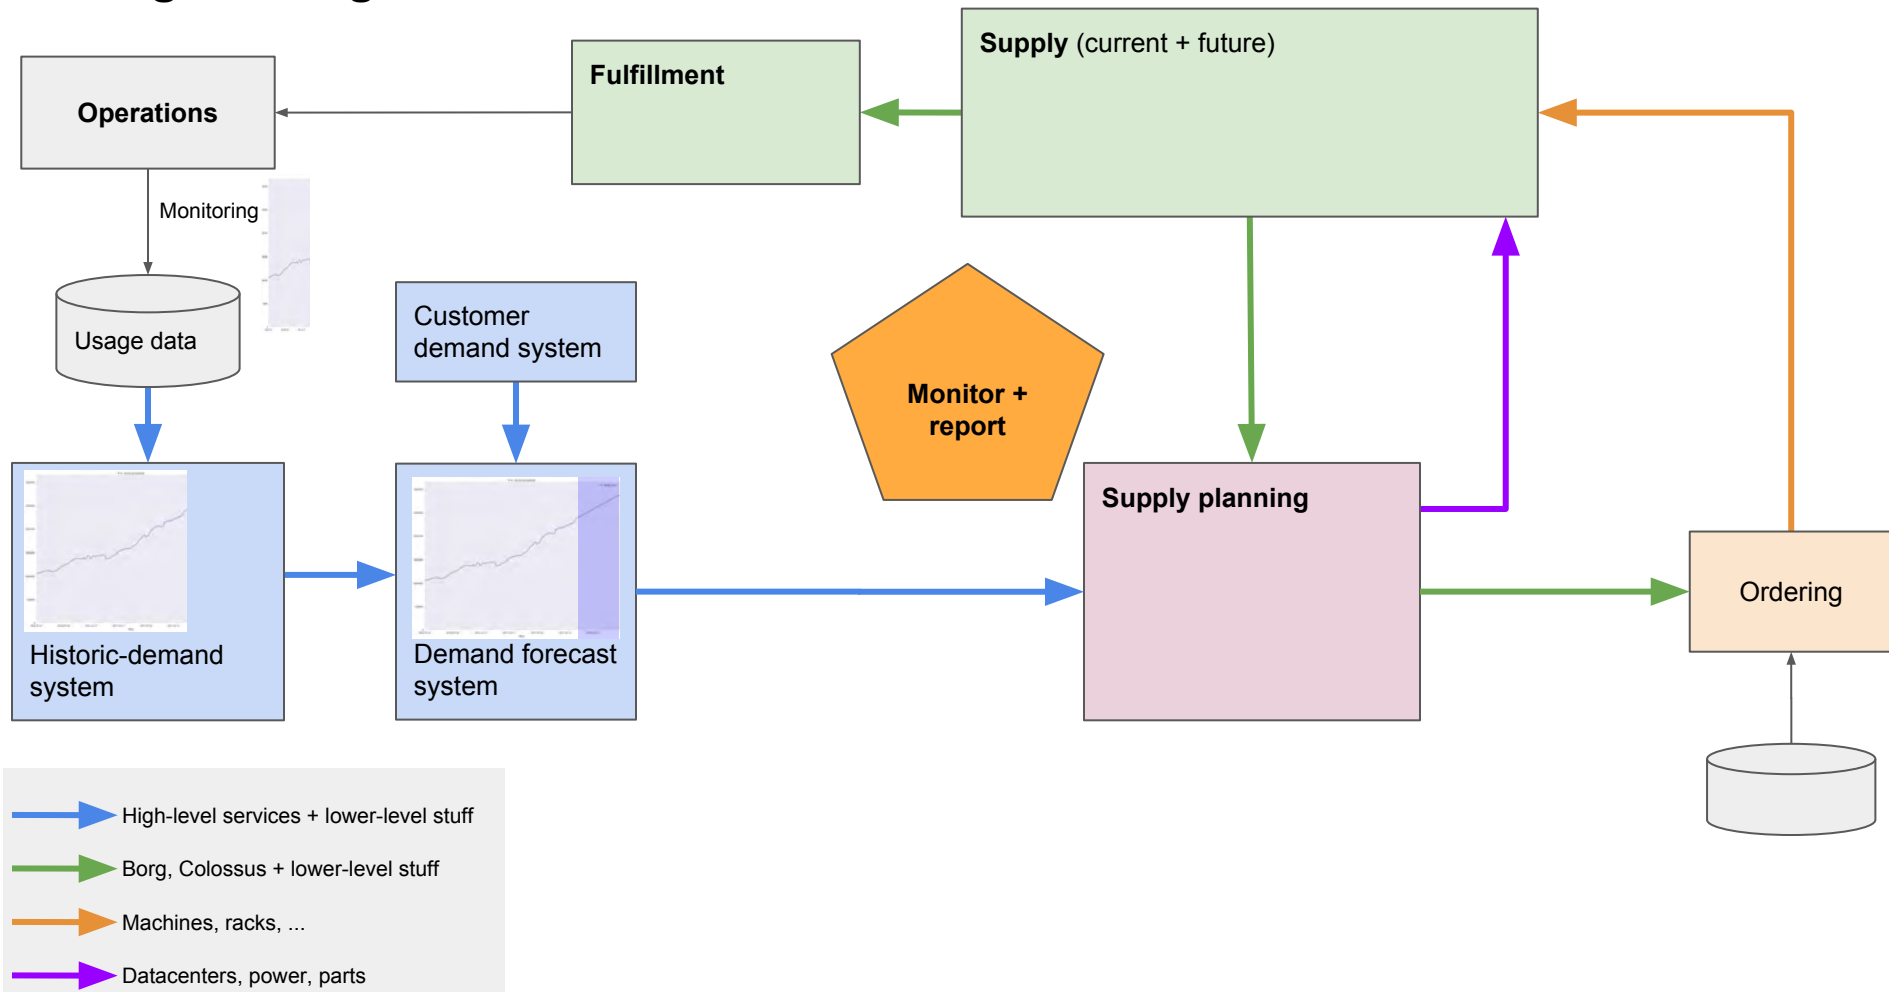 Supply (current + future)
Fulfillment
Operations
Monitoring
Usage data
Customer
demand system
Monitor +
report
Supply planning
Ordering
Historic-demand
system
Demand forecast
system
High-level services + lower-level stuff
Borg, Colossus + lower-level stuff
Machines, racks, ...
Datacenters, power, parts